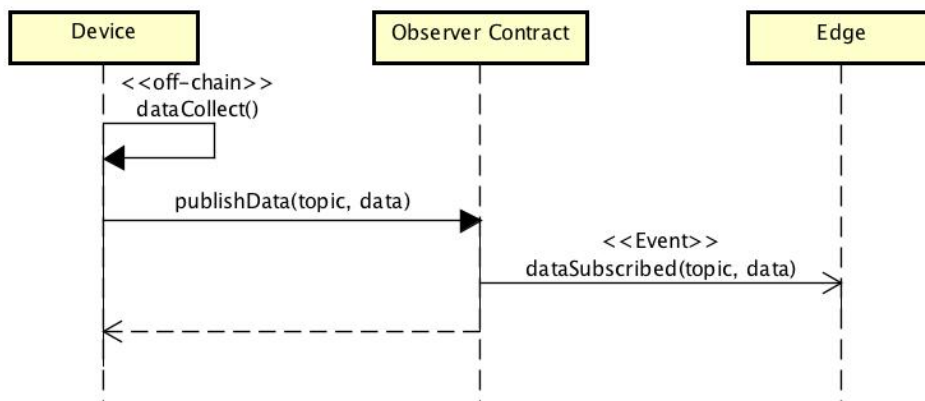 Device
Observer Contract
Edge
<<off-chain>>
dataCollect()
publishData(topic, data)
<<Event>>
dataSubscribed(topic, data)